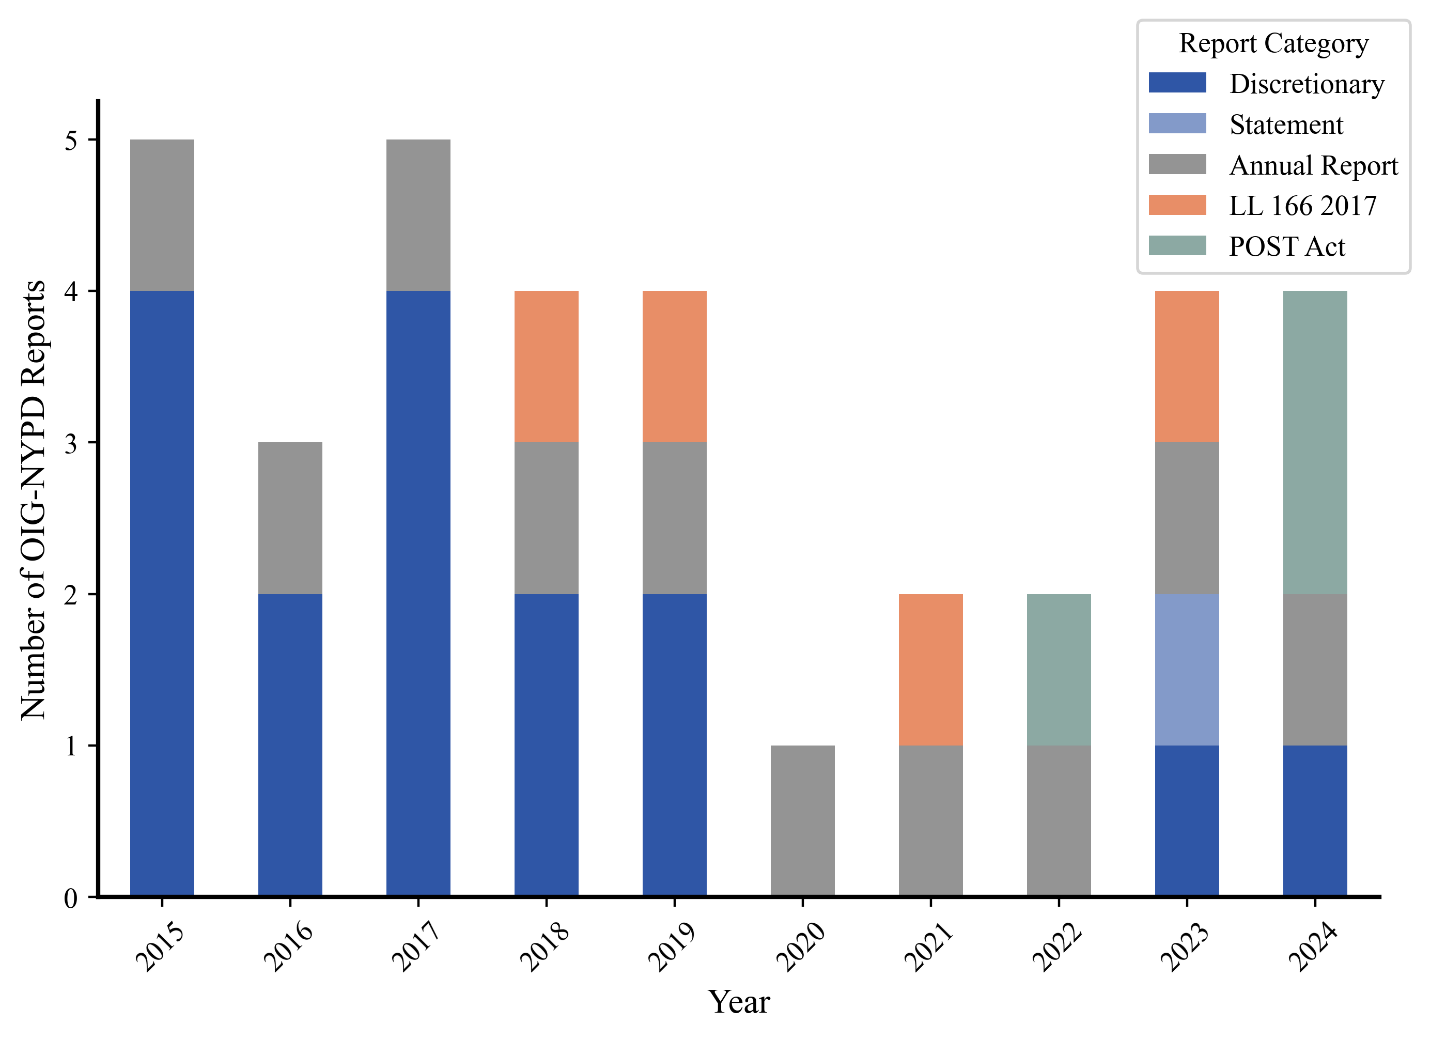 Report Category
Discretionary
Statement
Annual Report
LL 166 2017
POST Act
Number of OIG-NYPD Reports
5
4
3
2
1
0
2015
2016
2017
2018
2019
2020
2021
2022
2023
2024
Year